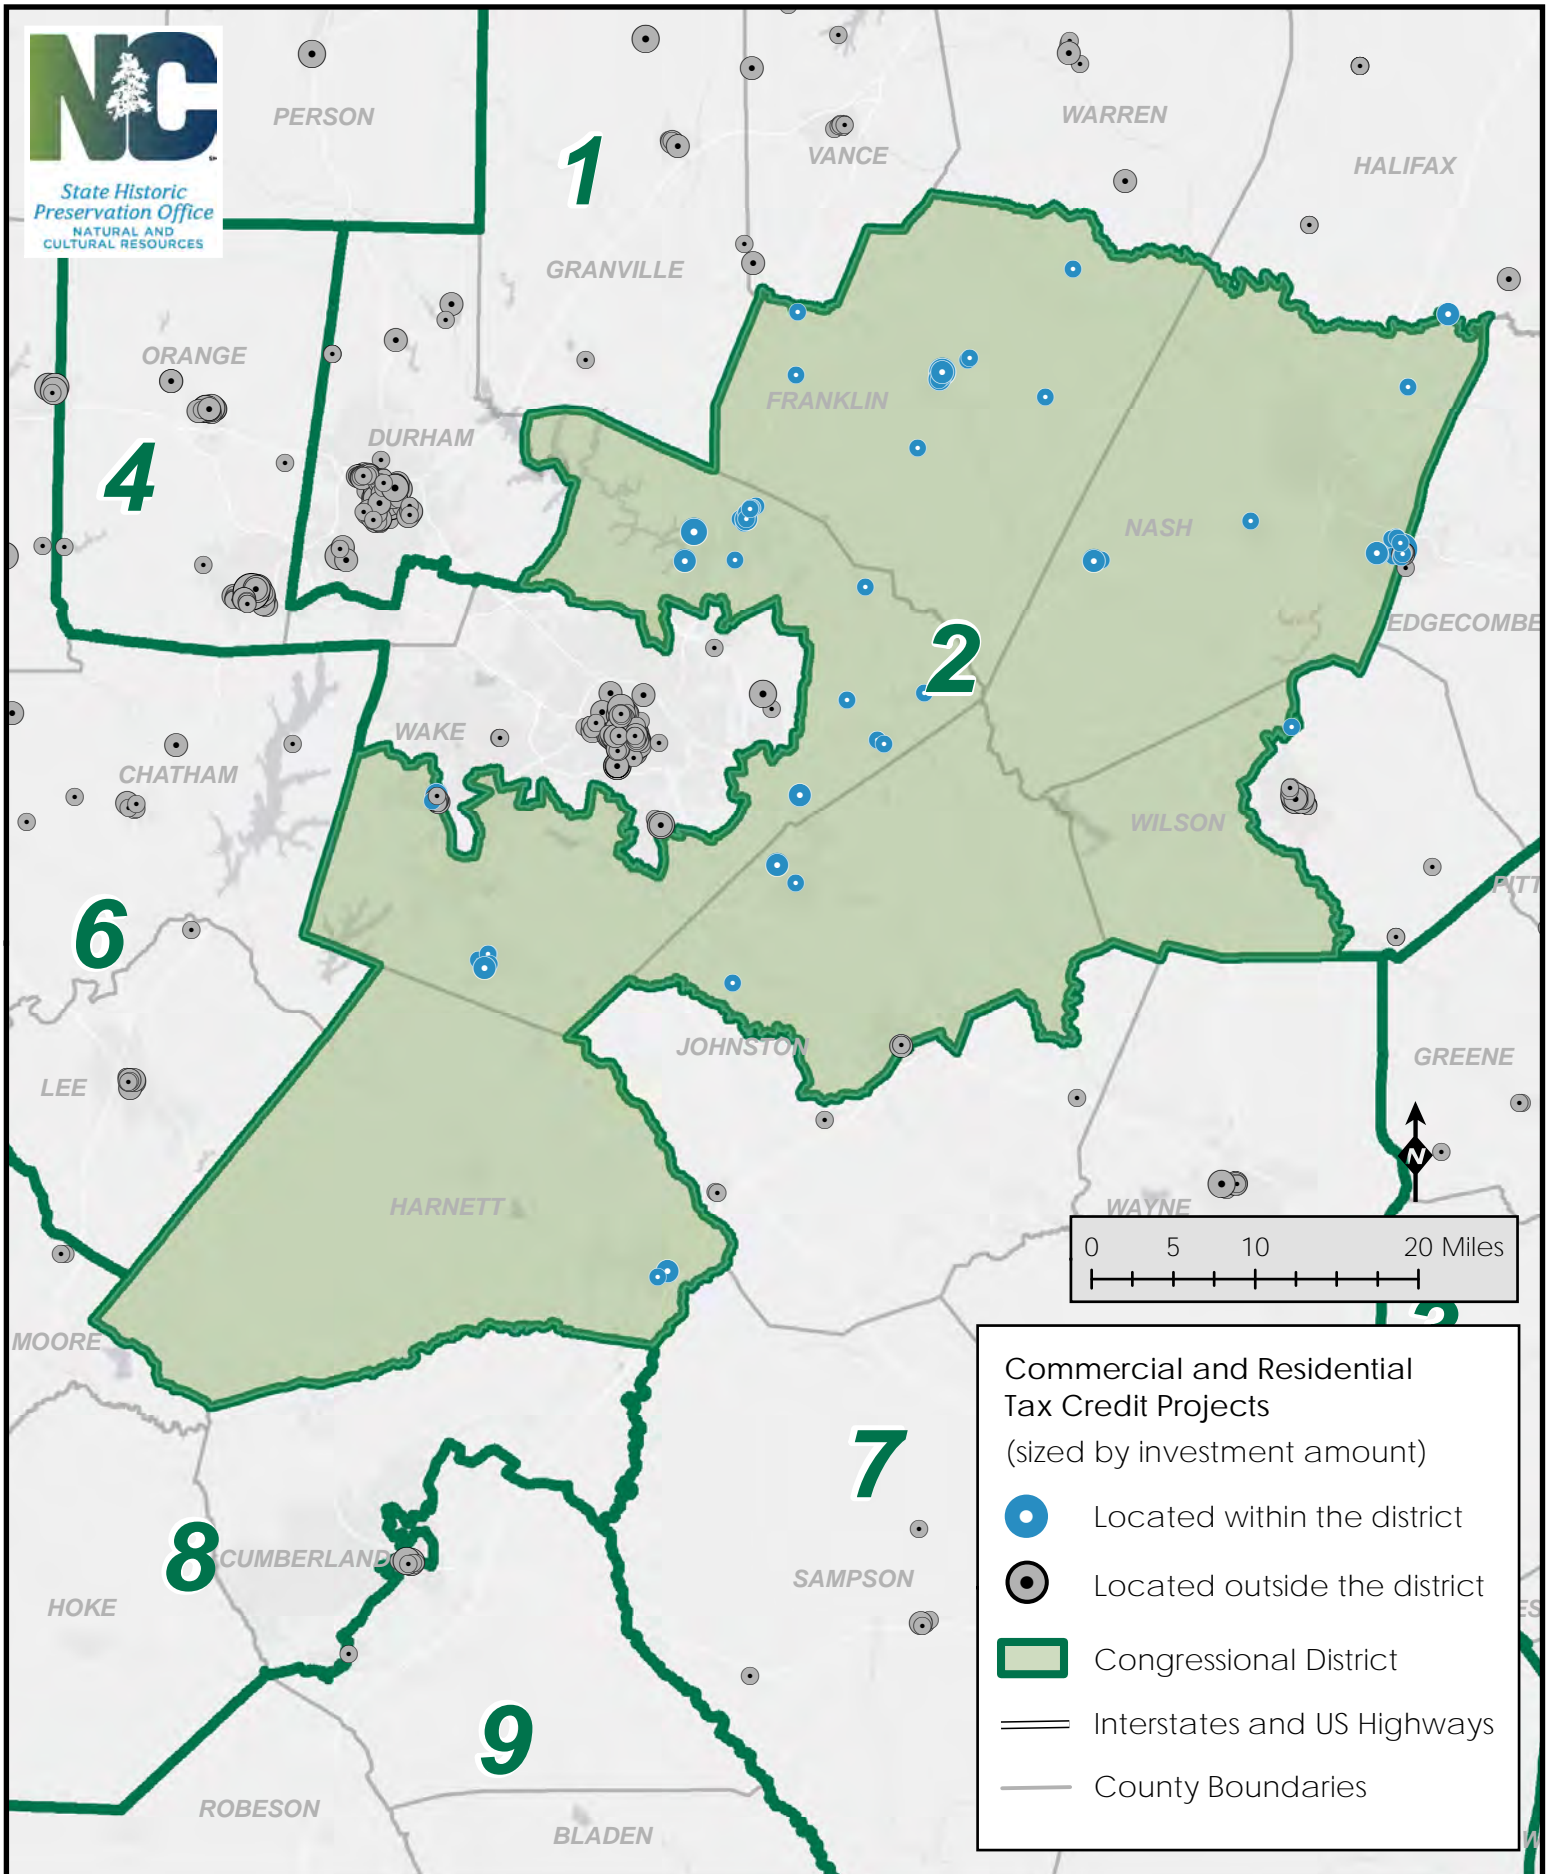 NC
State Historic
Preservation Office
NATURAL AND
CULTURAL RESOURCES
PERSON
1
VANCE
WARREN
HALIFAX
GRANVILLE
ORANGE
DURHAM
4
FRANKLIN
NASH
2
EDGECOMBE
WAKE
CHATHAM
WILSON
PITT
6
JOHNSTON
LEE
GREENE
N
HARNETT
WAYNE
0 5 10 20 Miles
3
MOORE
Commercial and Residential
Tax Credit Projects
(sized by investment amount)
Located within the district
Located outside the district
Congressional District
Interstates and US Highways
County Boundaries
7
8
CUMBERLAND
SAMPSON
HOKE
9
ROBESON
BLADEN